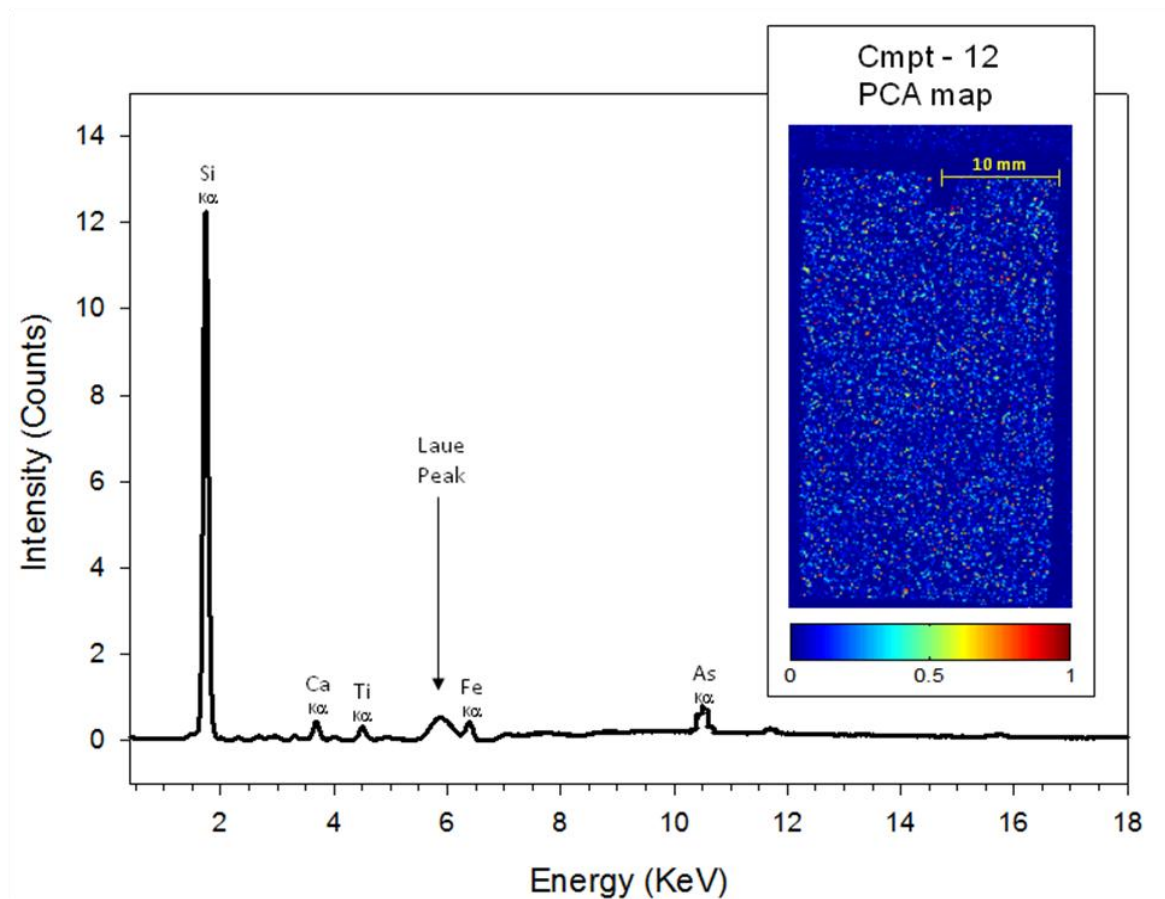 Cmpt - 12
PCA map
10 mm
0 0.5 1
14
12
10
8
6
4
2
0
Intensity (Counts)
Si
Kα
Laue
Peak
Ca
Kα
Ti
Kα
Fe
Kα
As
Kα
2 4 6 8 10 12 14 16 18
Energy (KeV)